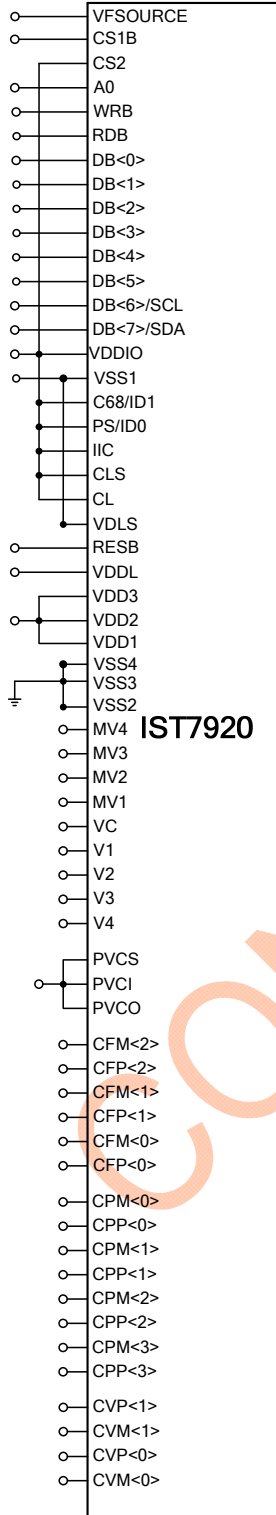 VFSOURCE
CS1B
CS2
A0
WRB
RDB
DB<0>
DB<1>
DB<2>
DB<3>
DB<4>
DB<5>
DB<6>/SCL
DB<7>/SDA
VDDIO
VSS1
C68/ID1
PS/ID0
IIC
CLS
CL
VDLS
RESB
VDDL
VDD3
VDD2
VDD1
VSS4
VSS3
VSS2
MV4 IST7920
MV3
MV2
MV1
VC
V1
V2
V3
V4
PVCS
PVCI
PVCO
CFM<2>
CFP<2>
CFM<1>
CFP<1>
CFM<0>
CFP<0>
CPM<0>
CPP<0>
CPM<1>
CPP<1>
CPM<2>
CPP<2>
CPM<3>
CPP<3>
CVP<1>
CVM<1>
CVP<0>
CVM<0>